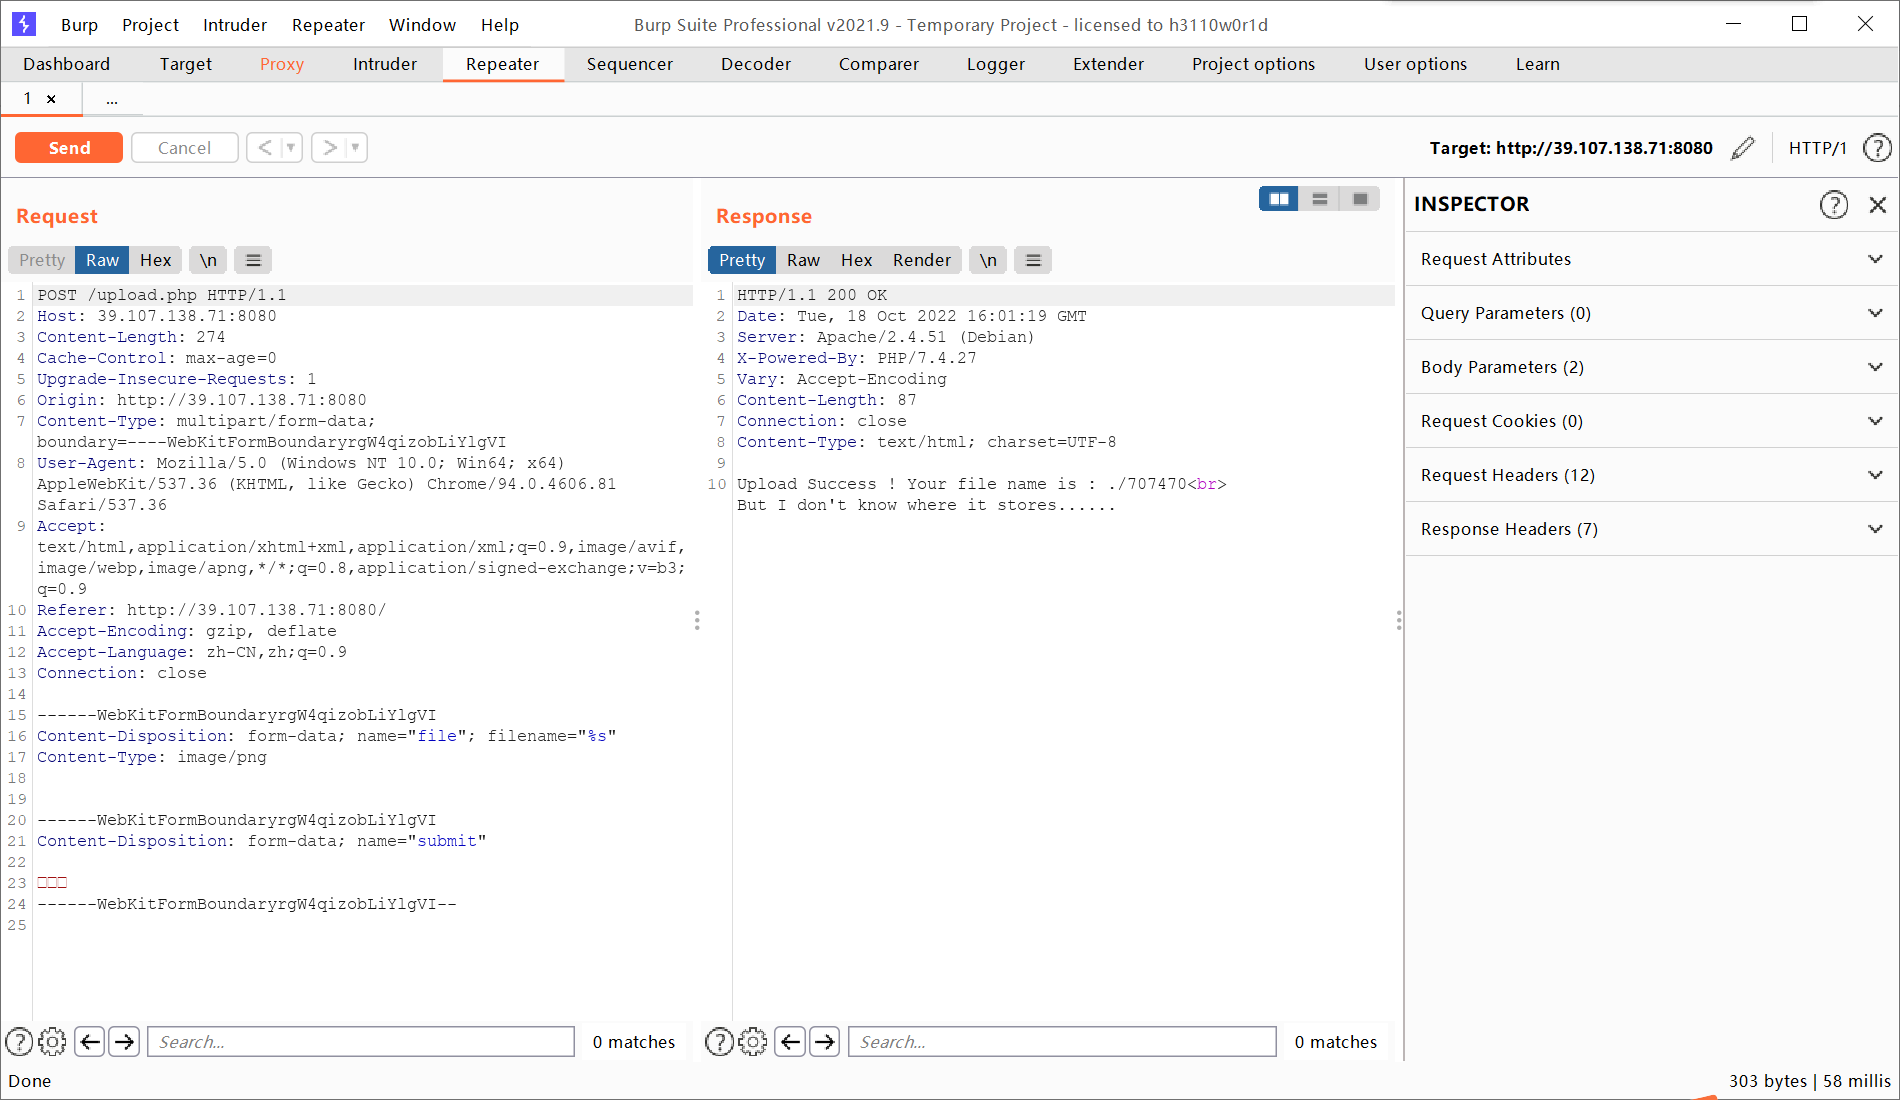 Burp Project Intruder Repeater Window Help Burp Suite Professional v2021.9 - Temporary Project - licensed to h3110w0r1d
Dashboard Target Proxy Intruder Repeater Sequencer Decoder Comparer Logger Extender Project options User options Learn
1 × ...
Send Cancel < > Target: http://39.107.138.71:8080 HTTP/1 ?
Request
Pretty Raw Hex \n
1 POST /upload.php HTTP/1.1
2 Host: 39.107.138.71:8080
3 Content-Length: 274
4 Cache-Control: max-age=0
5 Upgrade-Insecure-Requests: 1
6 Origin: http://39.107.138.71:8080
7 Content-Type: multipart/form-data;
boundary=----WebKitFormBoundaryrgW4qizobLiYlgVI
8 User-Agent: Mozilla/5.0 (Windows NT 10.0; Win64; x64)
AppleWebKit/537.36 (KHTML, like Gecko) Chrome/94.0.4606.81
Safari/537.36
9 Accept:
text/html,application/xhtml+xml,application/xml;q=0.9,image/avif,
image/webp,image/apng,*/*;q=0.8,application/signed-exchange;v=b3;
q=0.9
10 Referer: http://39.107.138.71:8080/
11 Accept-Encoding: gzip, deflate
12 Accept-Language: zh-CN,zh;q=0.9
13 Connection: close
14
15 ------WebKitFormBoundaryrgW4qizobLiYlgVI
16 Content-Disposition: form-data; name="file"; filename="%s"
17 Content-Type: image/png
18
19
20 ------WebKitFormBoundaryrgW4qizobLiYlgVI
21 Content-Disposition: form-data; name="submit"
22
23 □□□
24 ------WebKitFormBoundaryrgW4qizobLiYlgVI--
25
? Search... 0 matches
Response
Pretty Raw Hex Render \n
1 HTTP/1.1 200 OK
2 Date: Tue, 18 Oct 2022 16:01:19 GMT
3 Server: Apache/2.4.51 (Debian)
4 X-Powered-By: PHP/7.4.27
5 Vary: Accept-Encoding
6 Content-Length: 87
7 Connection: close
8 Content-Type: text/html; charset=UTF-8
9
10 Upload Success ! Your file name is : ./707470<br>
But I don't know where it stores......
? Search... 0 matches
INSPECTOR ?
Request Attributes
Query Parameters (0)
Body Parameters (2)
Request Cookies (0)
Request Headers (12)
Response Headers (7)
Done 303 bytes | 58 millis